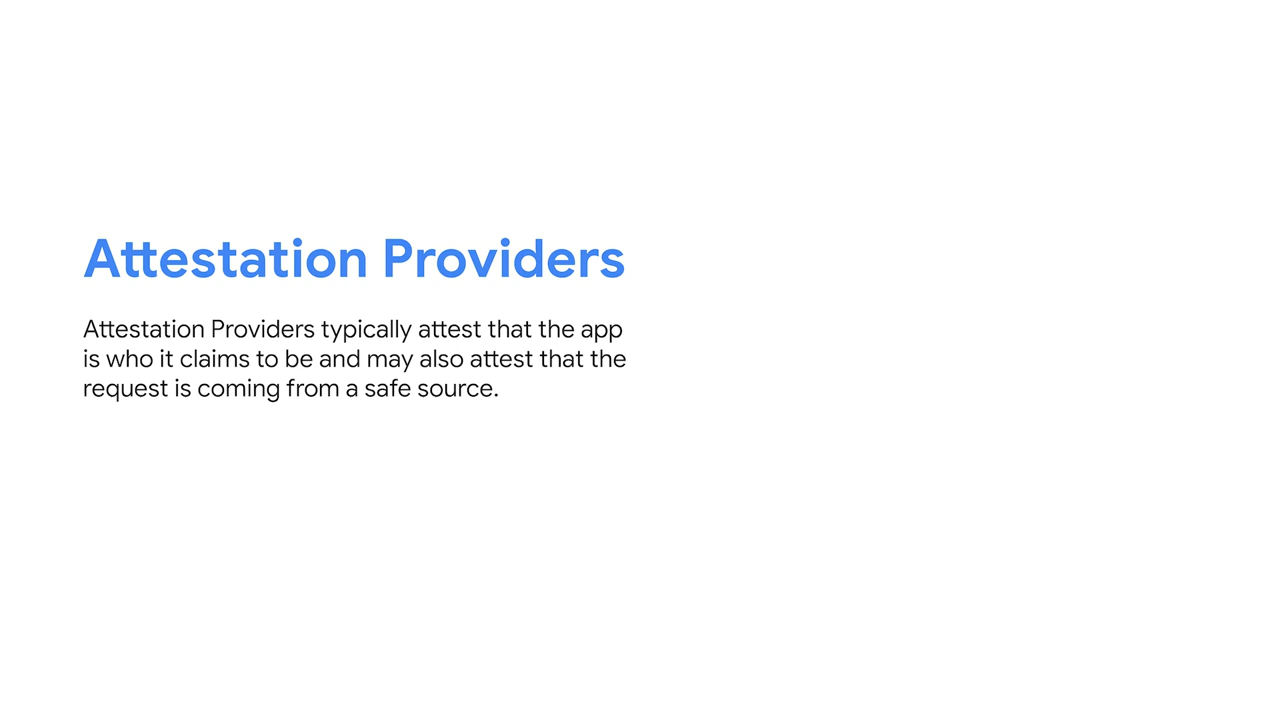 Attestation Providers
Attestation Providers typically attest that the app
is who it claims to be and may also attest that the
request is coming from a safe source.